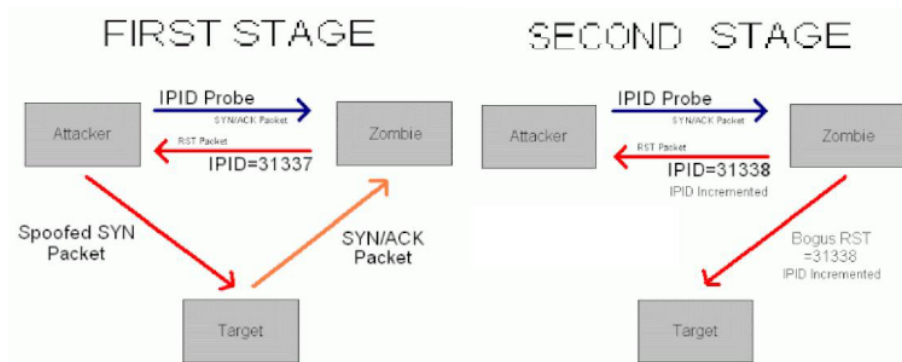 FIRST STAGE
IPID Probe
SYN/ACK Packet
Attacker
Zombie
RST Packet
IPID=31337
Spoofed SYN
Packet
SYN/ACK
Packet
Target
SECOND STAGE
IPID Probe
SYN/ACK Packet
Attacker
Zombie
RST Packet
IPID=31338
IPID Incremented
Bogus RST
=31338
IPID Incremented
Target